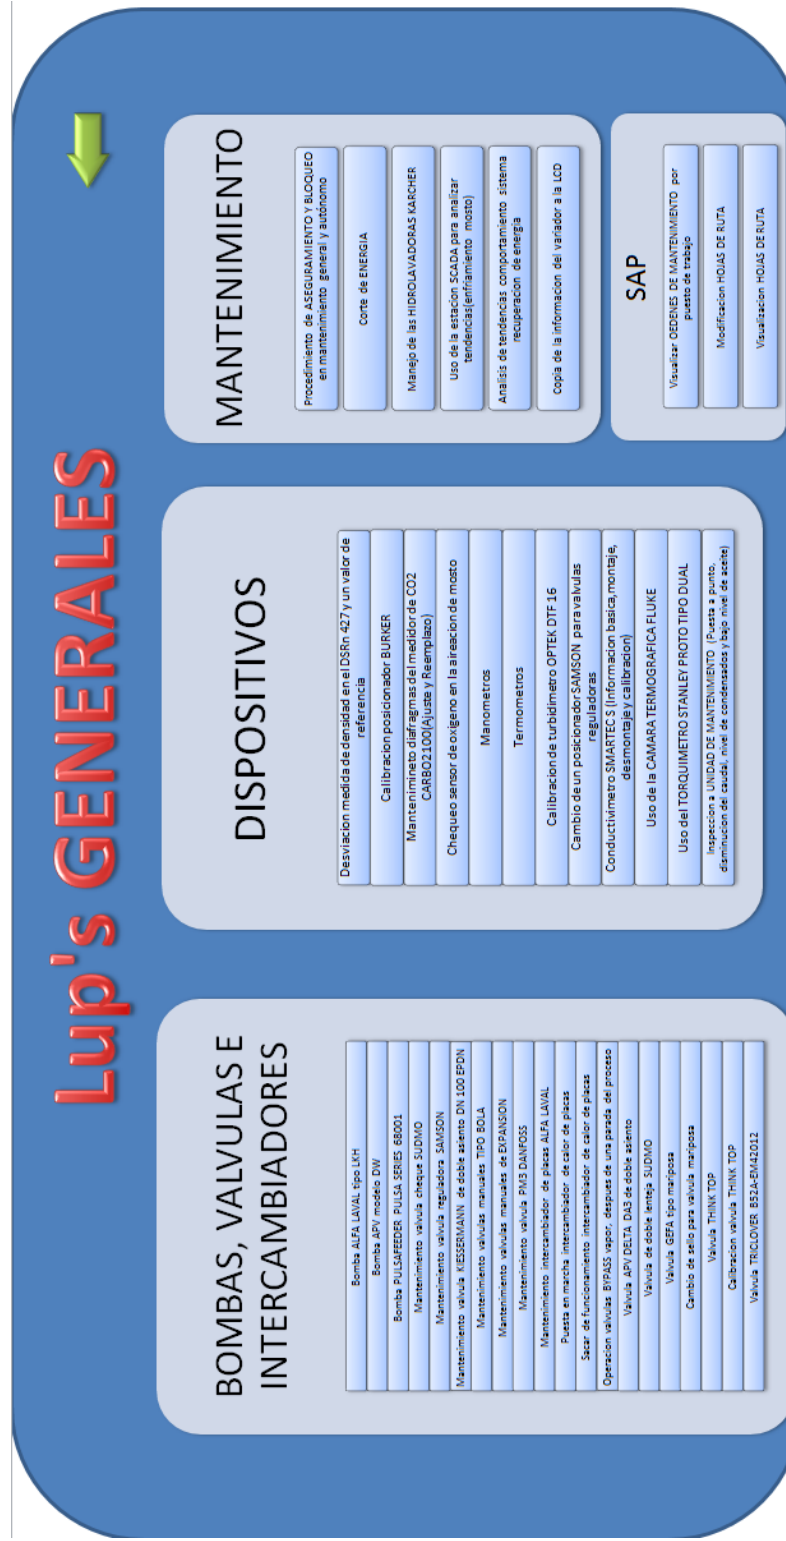 Lup's GENERALES
BOMBAS, VALVULAS E
INTERCAMBIADORES
Bomba ALFA LAVAL tipo LKH
Bomba APV modelo DW
Bomba PULSAFEEDER PULSA SERIES 68001
Mantenimiento valvula cheque SUDMO
Mantenimiento valvula reguladora SAMSON
Mantenimiento valvula KIESSERMANN de doble asiento DN 100 EPDN
Mantenimiento valvulas manuales TIPO BOLA
Mantenimiento valvulas manuales de EXPANSION
Mantenimiento valvula PM3 DANFOSS
Mantenimiento intercambiador de placas ALFA LAVAL
Puesta en marcha intercambiador de calor de placas
Sacar de funcionamiento intercambiador de calor de placas
Operacion valvulas BYPASS vapor, despues de una parada del proceso
Valvula APV DELTA DA3 de doble asiento
Valvula de doble lenteja SUDMO
Valvula GEFA tipo mariposa
Cambio de sello para valvula mariposa
Valvula THINK TOP
Calibracion valvula THINK TOP
Valvula TRICLOVER B52A-EM42012
DISPOSITIVOS
Desviacion medida de densidad en el DSRn 427 y un valor de
referencia
Calibracion posicionador BURKER
Mantenimineto diafragmas del medidor de CO2
CARBO2100(Ajuste y Reemplazo)
Chequeo sensor de oxigeno en la aireacion de mosto
Manometros
Termometros
Calibracion de turbidimetro OPTEK DTF 16
Cambio de un posicionador SAMSON para valvulas
reguladoras
Conductivimetro SMARTEC S (Informacion basica, montaje,
desmontaje y calibracion)
Uso de la CAMARA TERMOGRAFICA FLUKE
Uso del TORQUIMETRO STANLEY PROTO TIPO DUAL
Inspeccion a UNIDAD DE MANTENIMIENTO (Puesta a punto,
disminucion del caudal, nivel de condensados y bajo nivel de aceite)
MANTENIMIENTO
Procedimiento de ASEGURAMIENTO Y BLOQUEO
en mantenimiento general y autónomo
Corte de ENERGIA
Manejo de las HIDROLAVADORAS KARCHER
Uso de la estacion SCADA para analizar
tendencias(enfriamiento mosto)
Analisis de tendencias comportamiento sistema
recuperacion de energia
Copia de la informacion del variador a la LCD
SAP
Visualizar OEDENES DE MANTENIMIENTO por
puesto de trabajo
Modificacion HOJAS DE RUTA
Visualizacion HOJAS DE RUTA